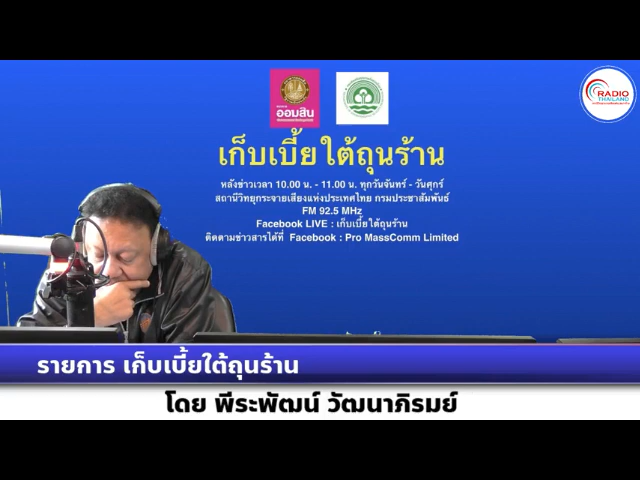 RADIO
THAILAND
ออมสิน
เก็บเบี้ยใต้ถุนร้าน
หลังข่าวเวลา 10.00 น. - 11.00 น. ทุกวันจันทร์ - วันศุกร์
สถานีวิทยุกระจายเสียงแห่งประเทศไทย กรมประชาสัมพันธ์
FM 92.5 MHz
Facebook LIVE : เก็บเบี้ยใต้ถุนร้าน
ติดตามข่าวสารได้ที่ Facebook : Pro MassComm Limited
รายการ เก็บเบี้ยใต้ถุนร้าน
โดย พีระพัฒน์ วัฒนาภิรมย์